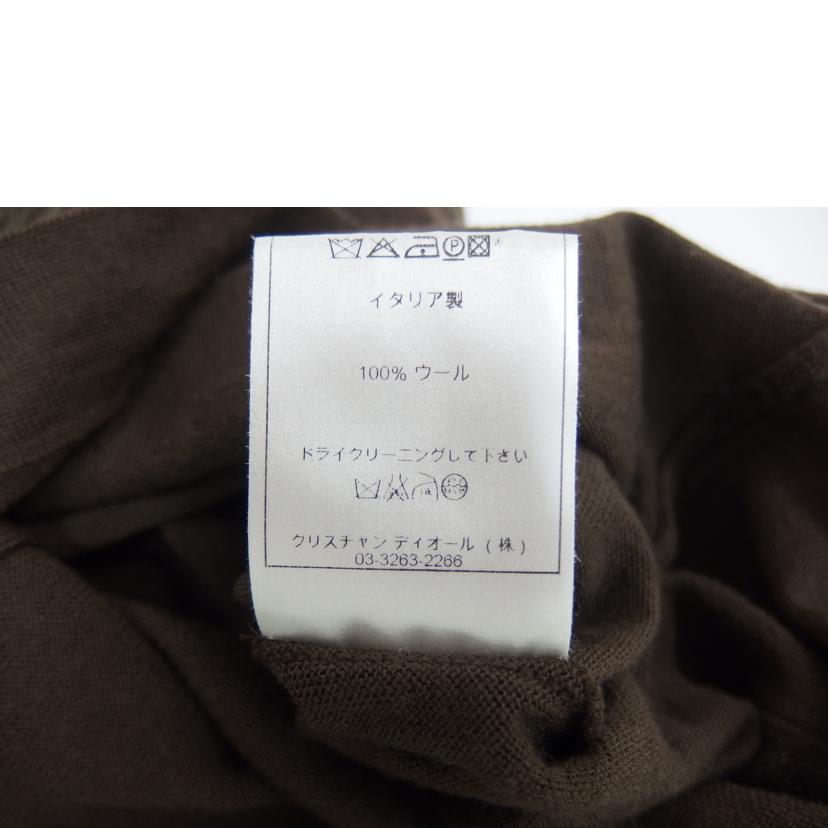 イタリア製
100% ウール
ドライクリーニングして下さい
クリスチャン ディオール (株)
03-3263-2266